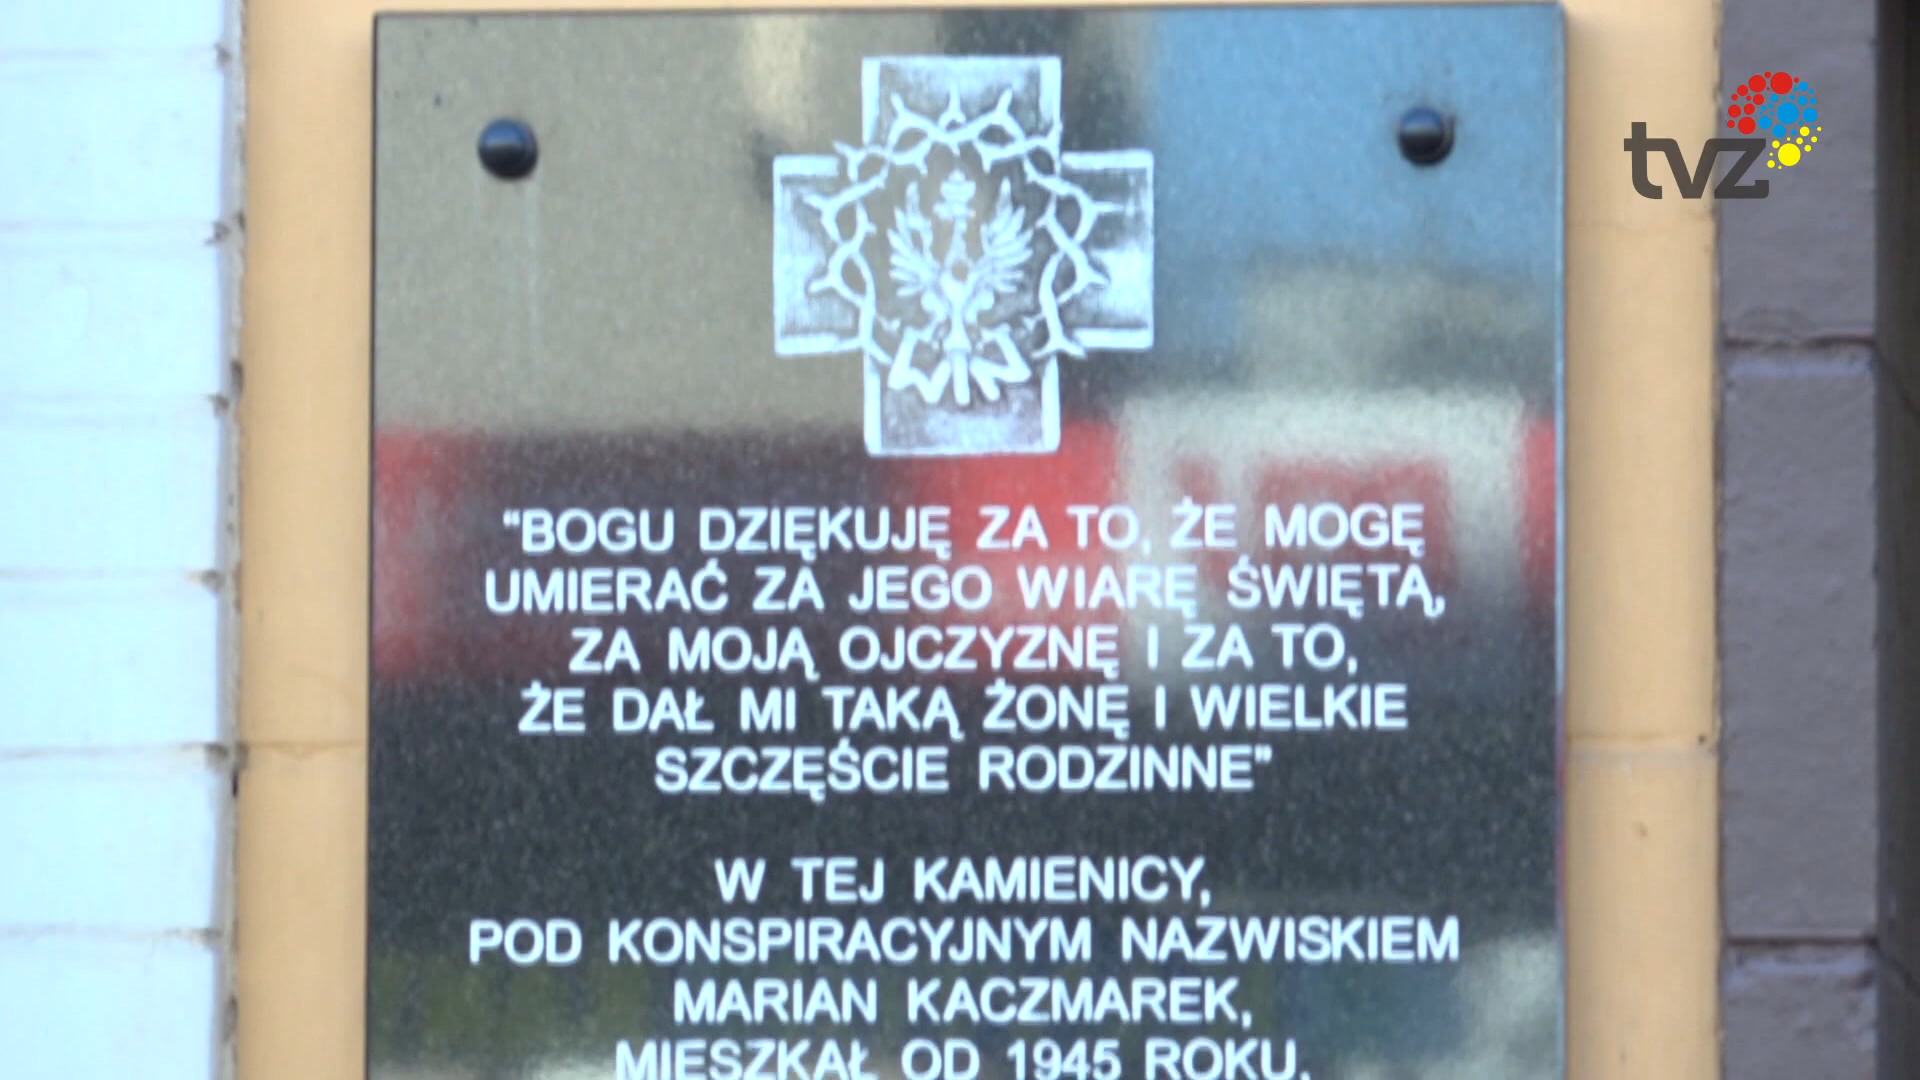 tvz
WiN
“BOGU DZIĘKUJĘ ZA TO, ŻE MOGĘ
UMIERAĆ ZA JEGO WIARĘ ŚWIĘTĄ,
ZA MOJĄ OJCZYZNĘ I ZA TO,
ŻE DAŁ MI TAKĄ ŻONĘ I WIELKIE
SZCZĘŚCIE RODZINNE”
W TEJ KAMIENICY,
POD KONSPIRACYJNYM NAZWISKIEM
MARIAN KACZMAREK,
MIESZKAŁ OD 1945 ROKU,